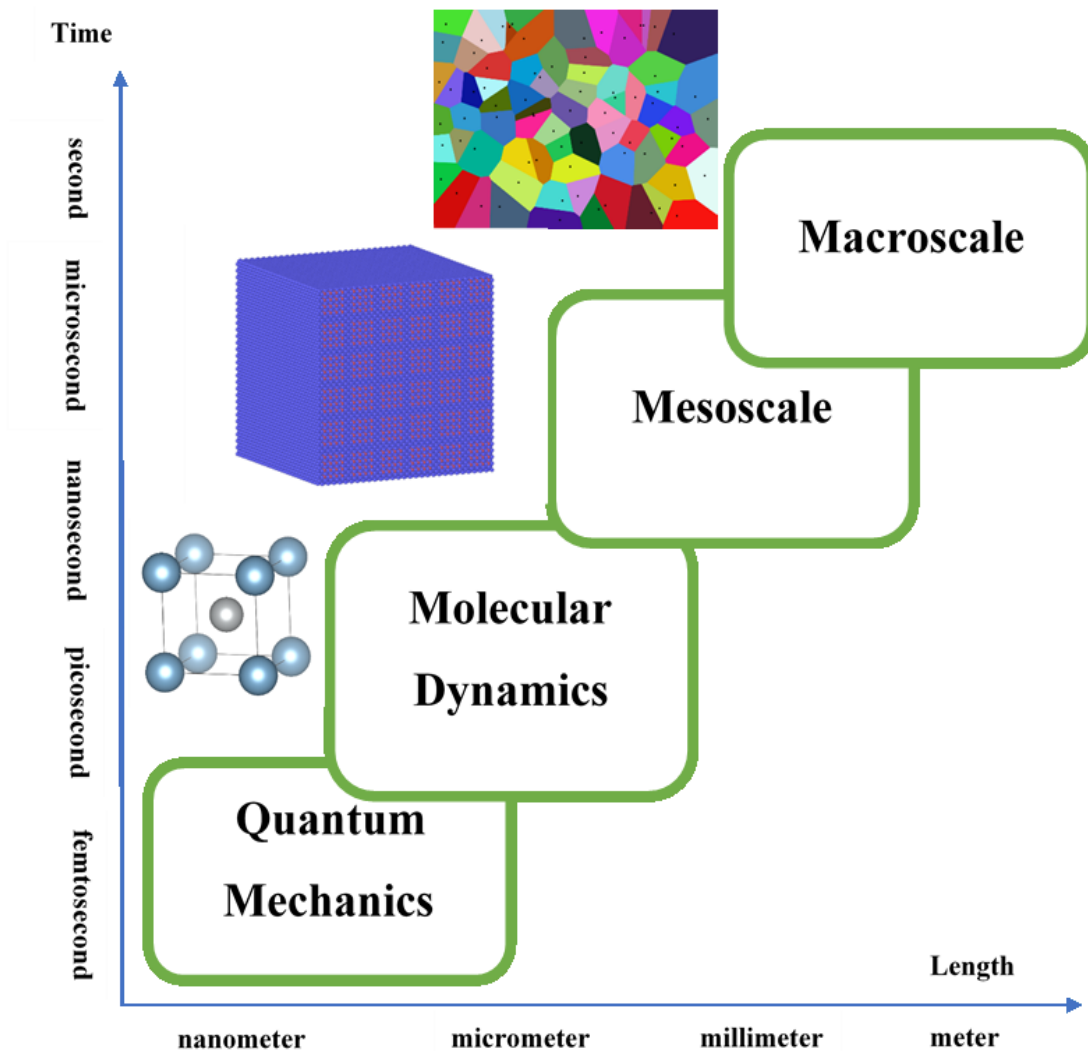 Time
second
microsecond
nanosecond
picosecond
femtosecond
Macroscale
Mesoscale
Molecular
Dynamics
Quantum
Mechanics
Length
nanometer
micrometer
millimeter
meter